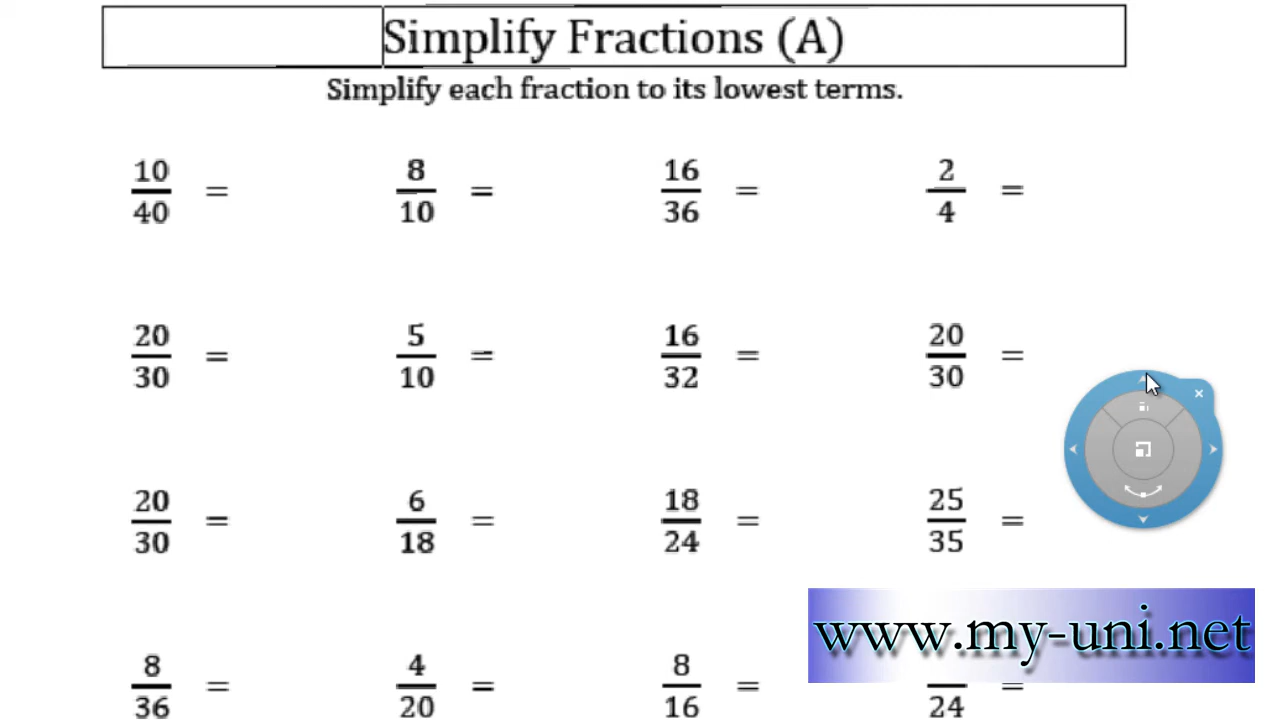 Simplify Fractions (A)
Simplify each fraction to its lowest terms.
10/40 = 8/10 = 16/36 = 2/4 =
20/30 = 5/10 = 16/32 = 20/30 =
20/30 = 6/18 = 18/24 = 25/35 =
www.my-uni.net
8/36 = 4/20 = 8/16 = /24 =